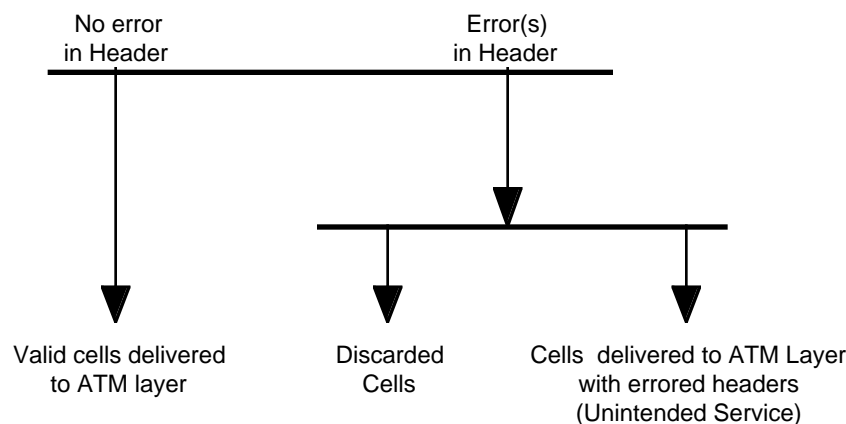 No error
in Header
Error(s)
in Header
Valid cells delivered
to ATM layer
Discarded
Cells
Cells delivered to ATM Layer
with errored headers
(Unintended Service)